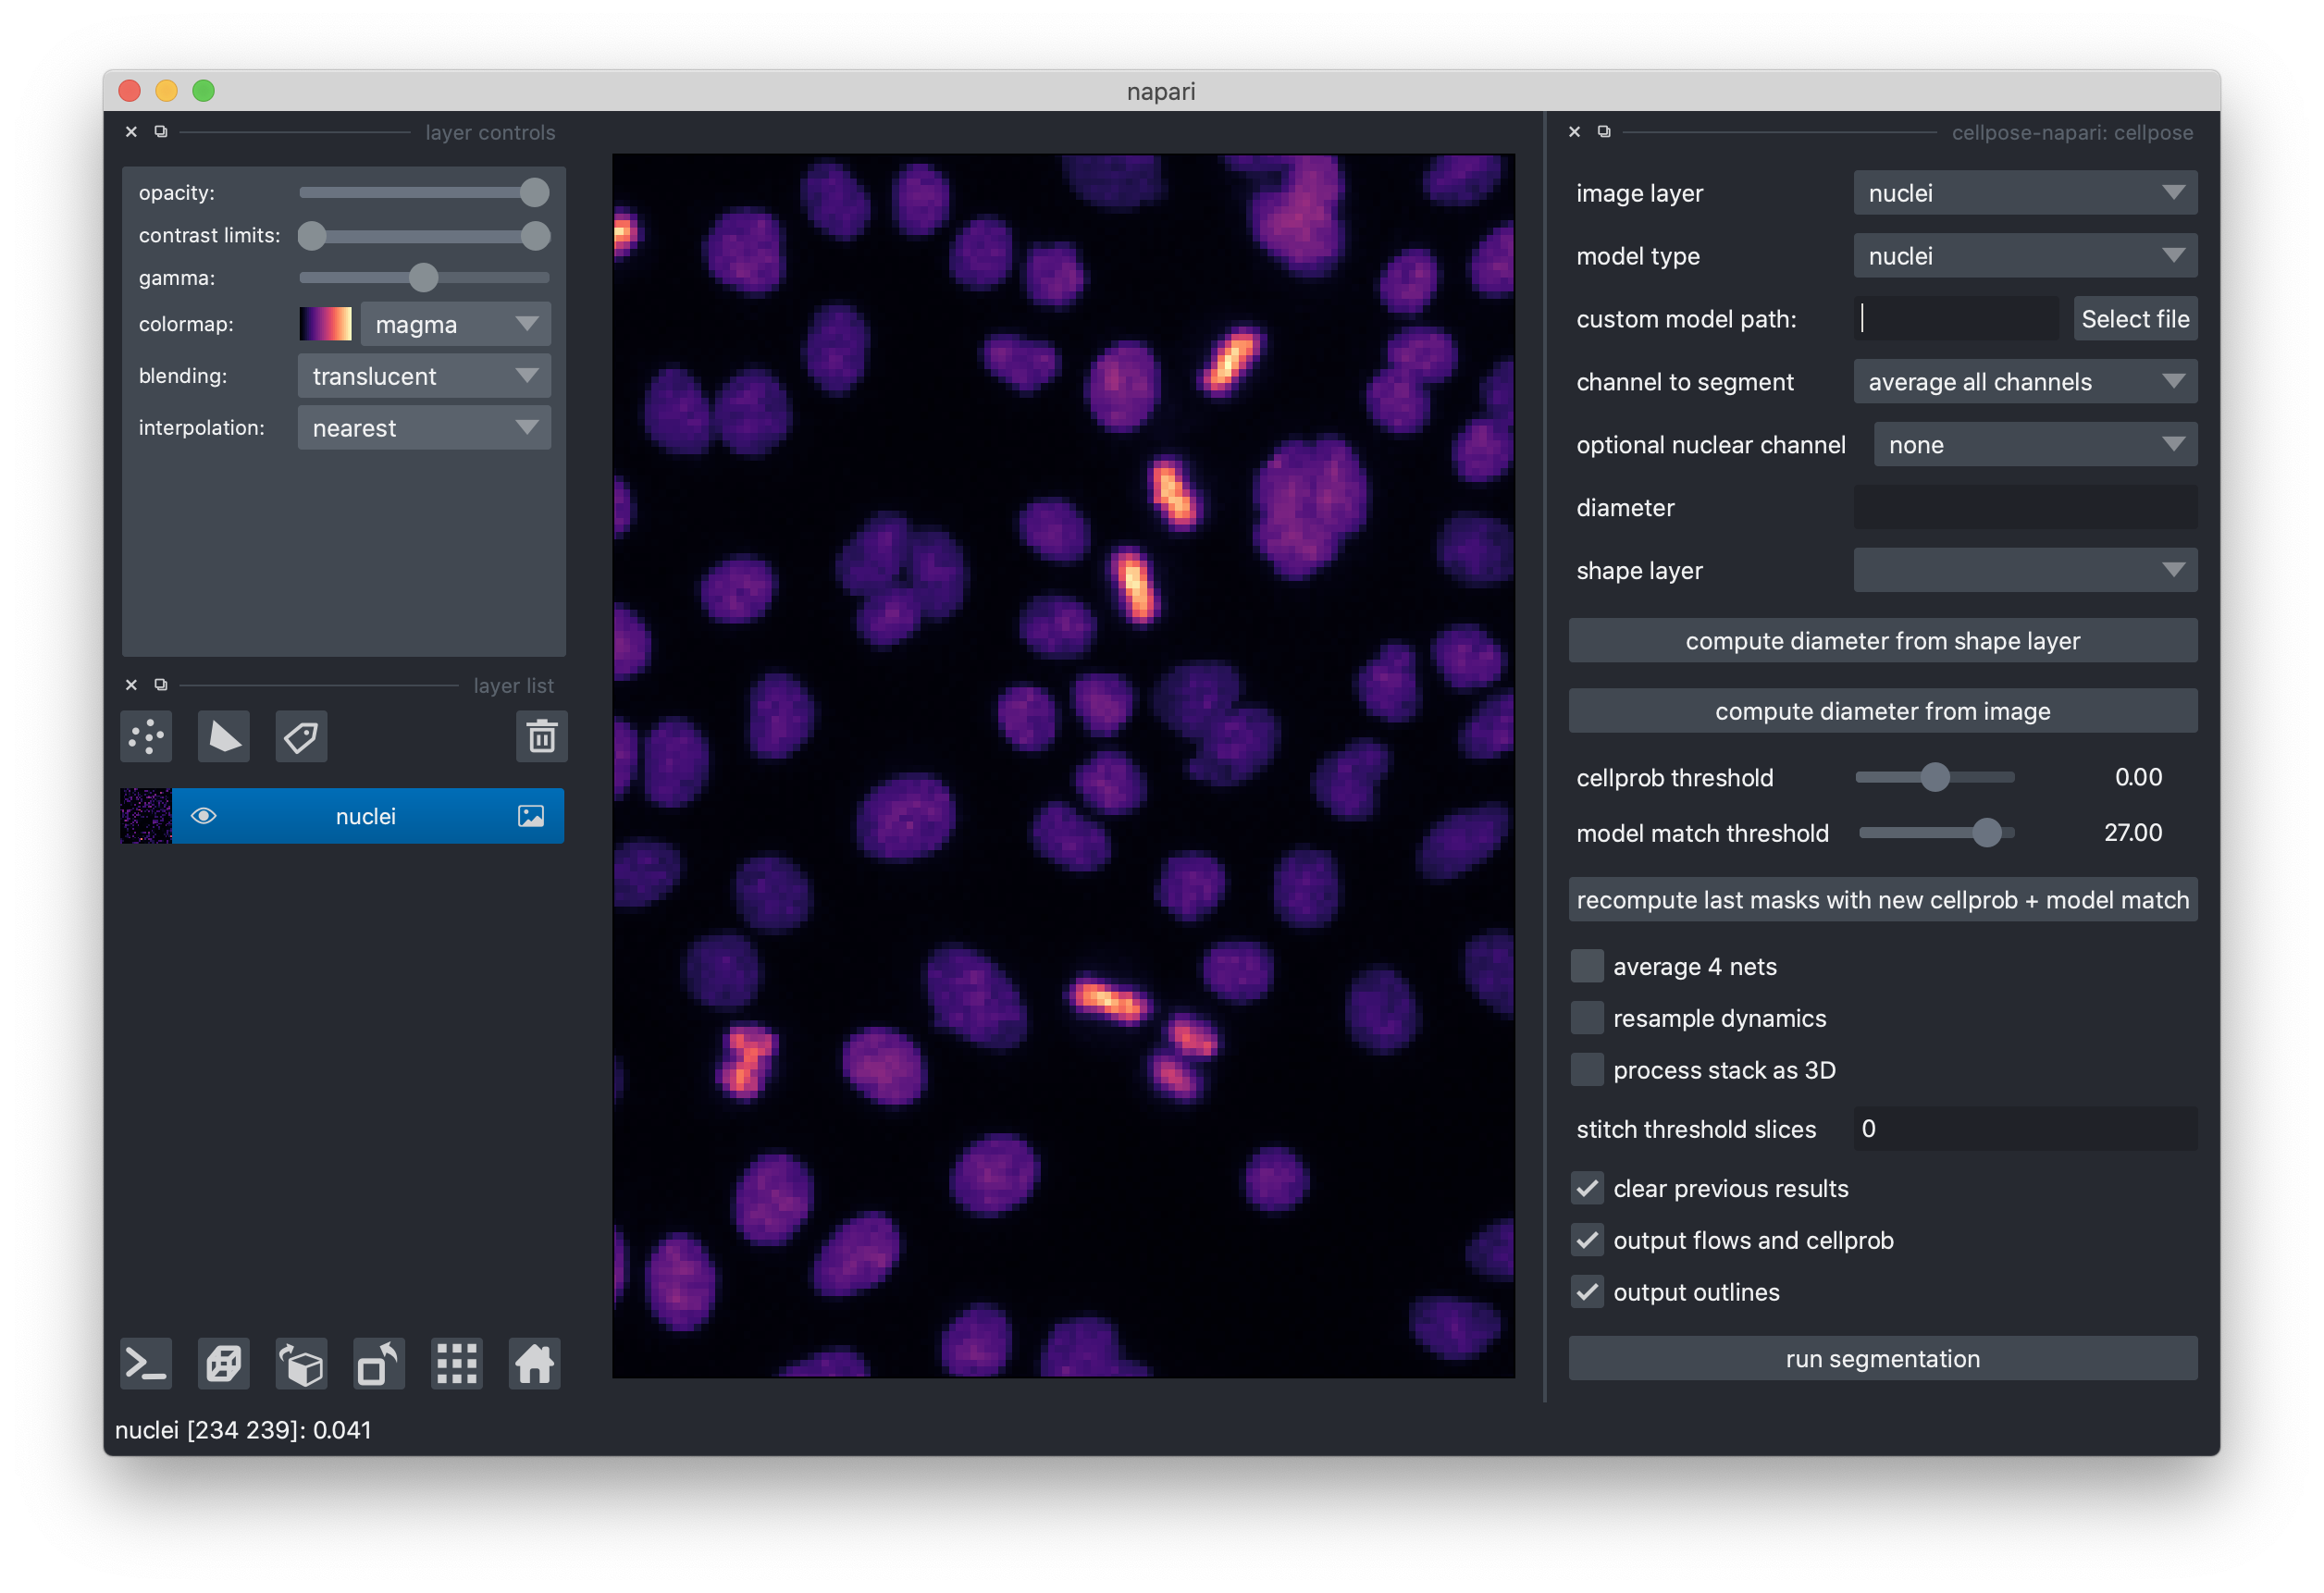 napari
layer controls
opacity:
contrast limits:
gamma:
colormap:
magma
blending:
translucent
interpolation:
nearest
layer list
nuclei
nuclei [234 239]: 0.041
cellpose-napari: cellpose
image layer
nuclei
model type
nuclei
custom model path:
Select file
channel to segment
average all channels
optional nuclear channel
none
diameter
shape layer
compute diameter from shape layer
compute diameter from image
cellprob threshold
0.00
model match threshold
27.00
recompute last masks with new cellprob + model match
average 4 nets
resample dynamics
process stack as 3D
stitch threshold slices
0
clear previous results
output flows and cellprob
output outlines
run segmentation